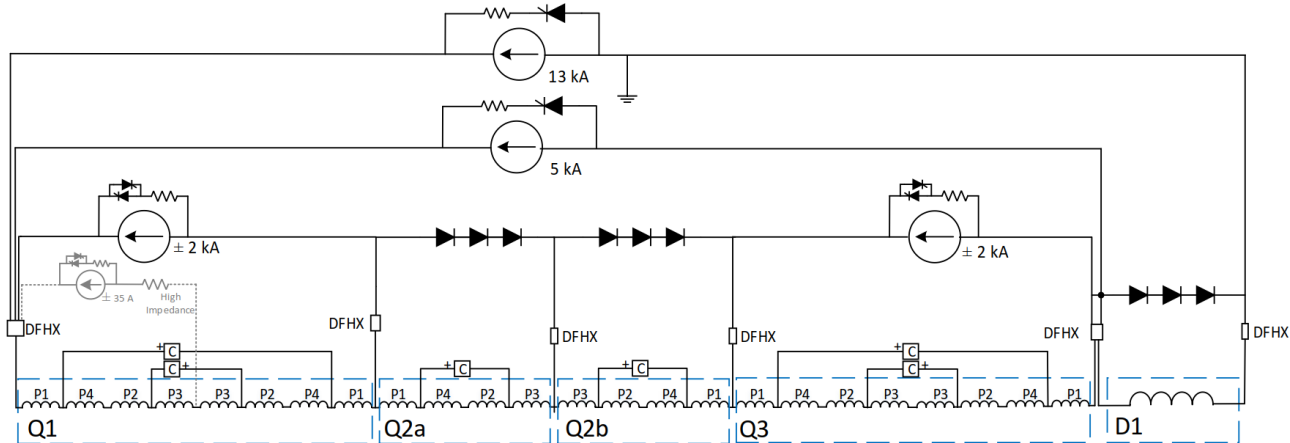 13 kA
5 kA
± 2 kA
± 2 kA
± 35 A
High
Impedance
DFHX
DFHX
DFHX
DFHX
DFHX
DFHX
+ C
C +
+ C
+ C
+ C
C +
P1 P4 P2 P3 P3 P2 P4 P1
P4 P2 P3
P1
P3 P2 P4 P1
P1 P4 P2 P3 P3 P2 P4 P1
Q1
Q2a
Q2b
Q3
D1